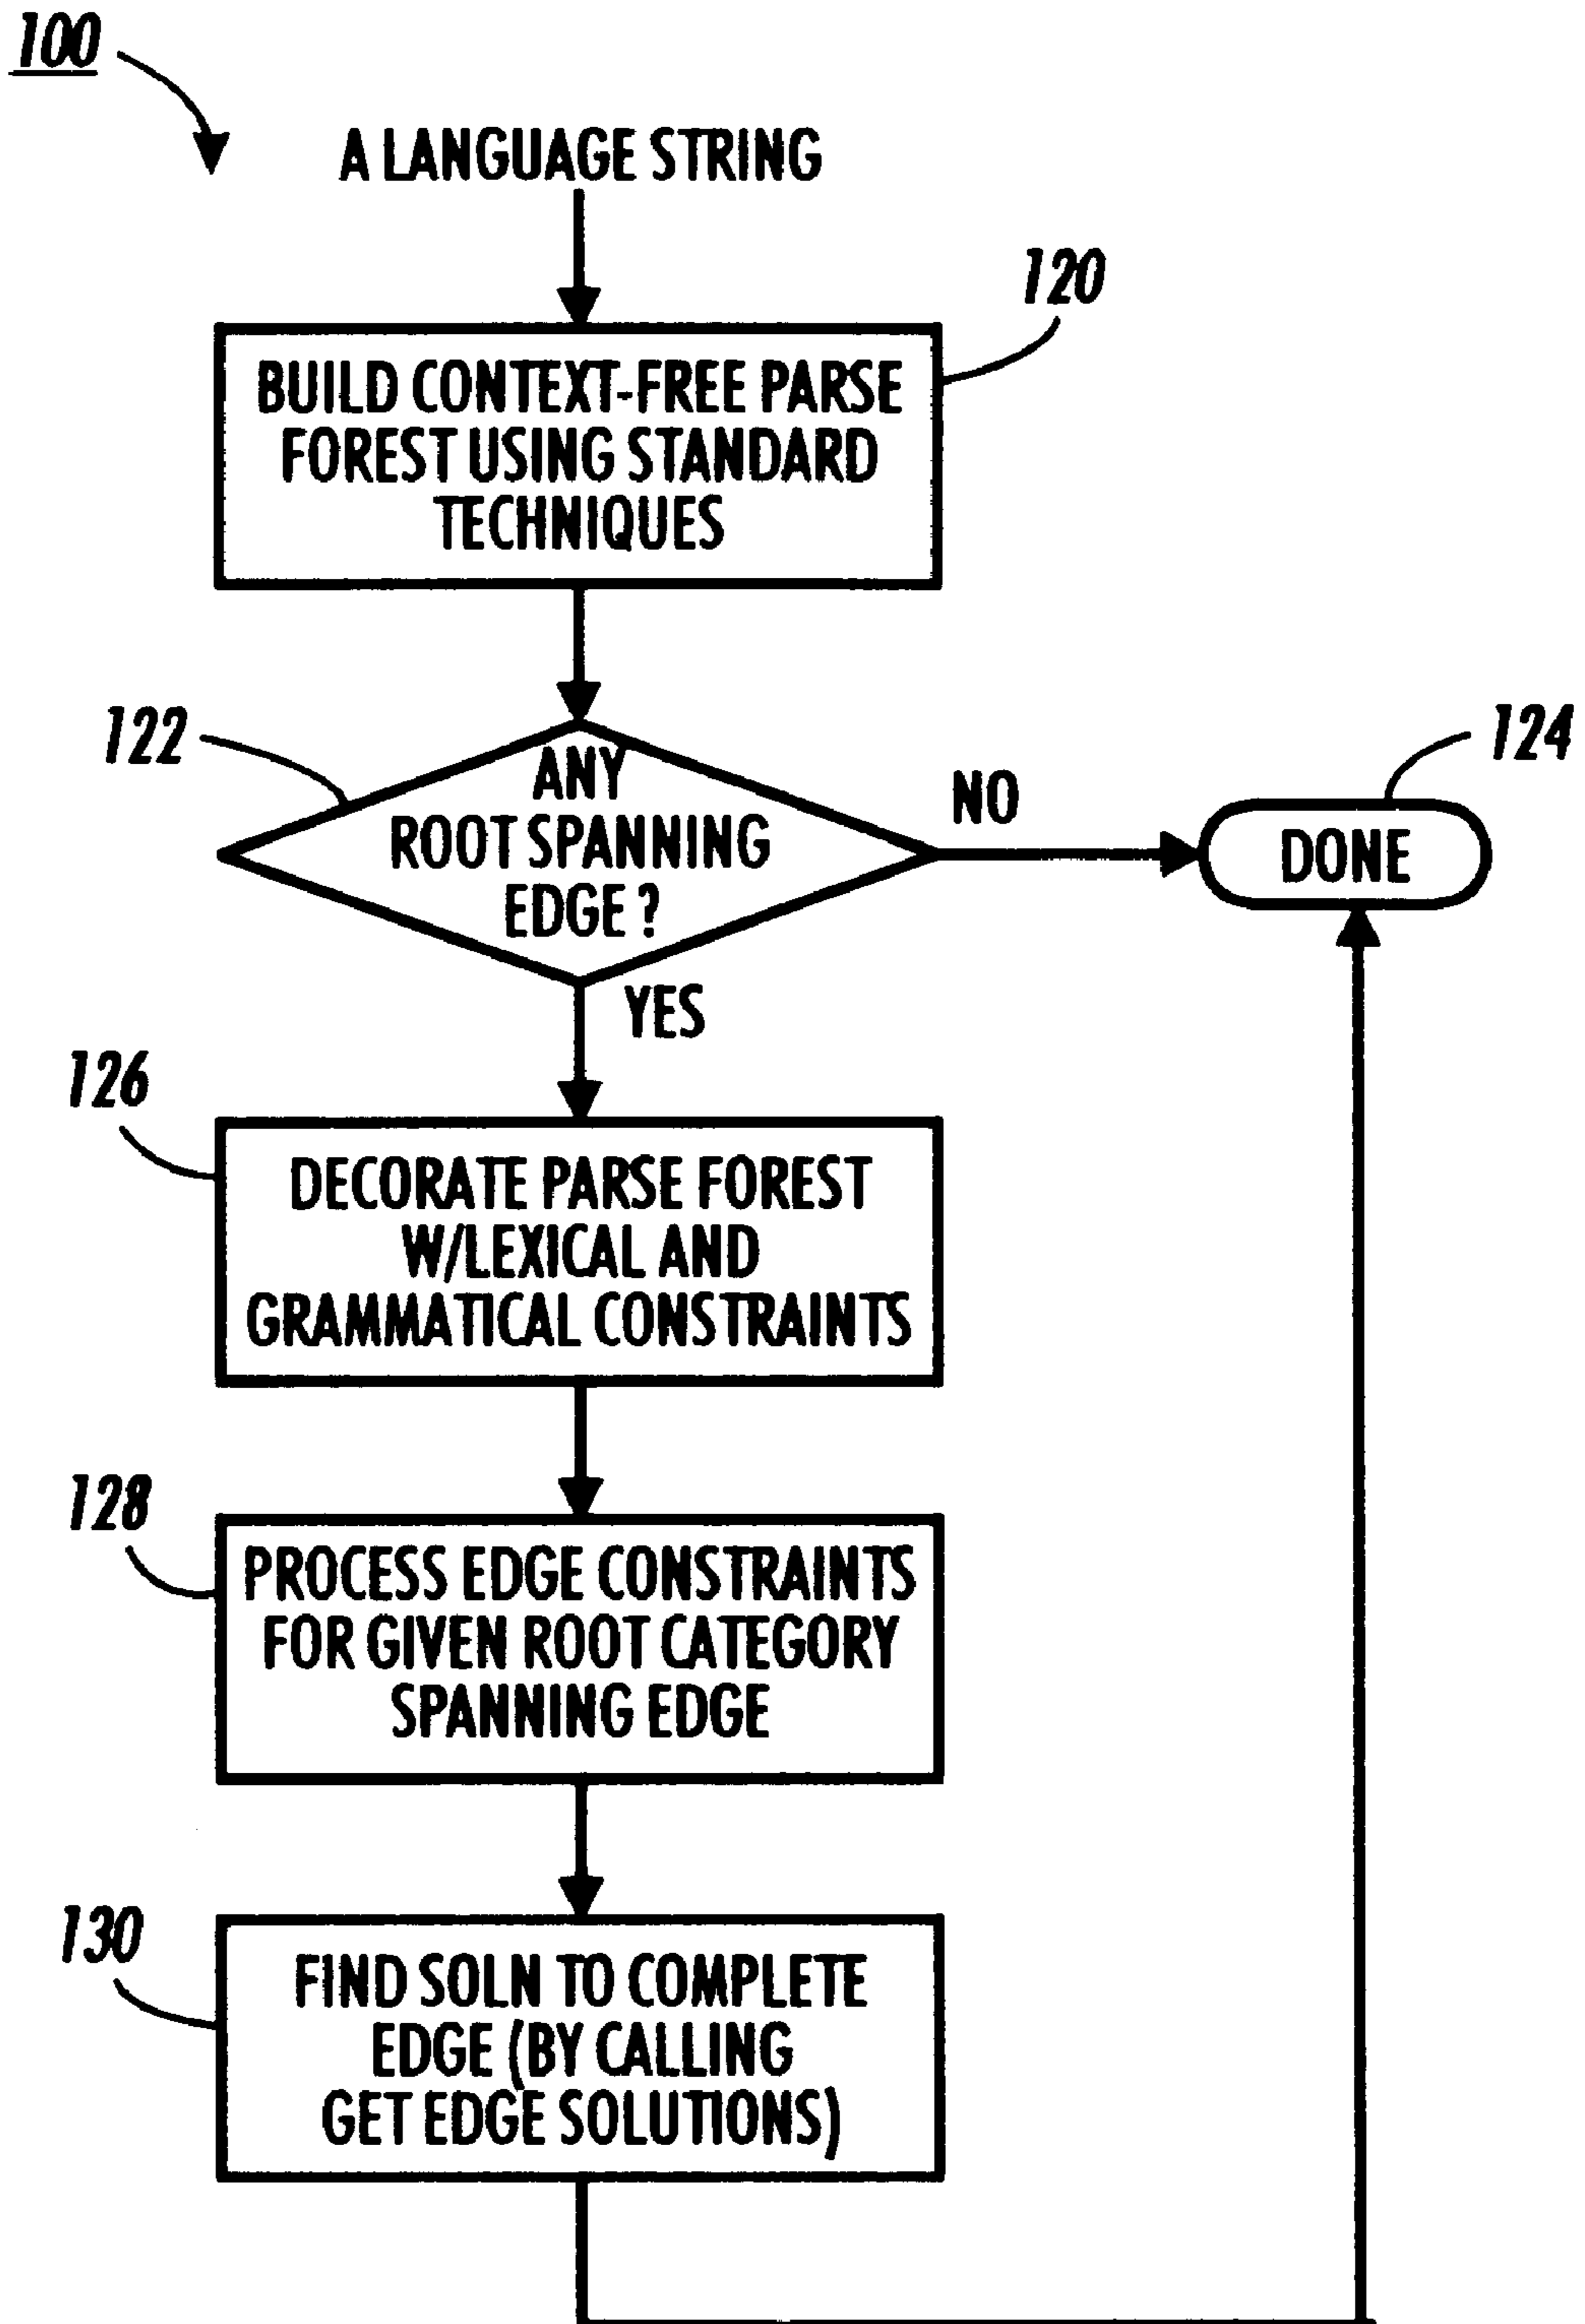 100
A LANGUAGE STRING
120
BUILD CONTEXT-FREE PARSE
FOREST USING STANDARD
TECHNIQUES
122
ANY
ROOT SPANNING
EDGE?
NO
124
DONE
YES
126
DECORATE PARSE FOREST
W/LEXICAL AND
GRAMMATICAL CONSTRAINTS
128
PROCESS EDGE CONSTRAINTS
FOR GIVEN ROOT CATEGORY
SPANNING EDGE
130
FIND SOLN TO COMPLETE
EDGE (BY CALLING
GET EDGE SOLUTIONS)